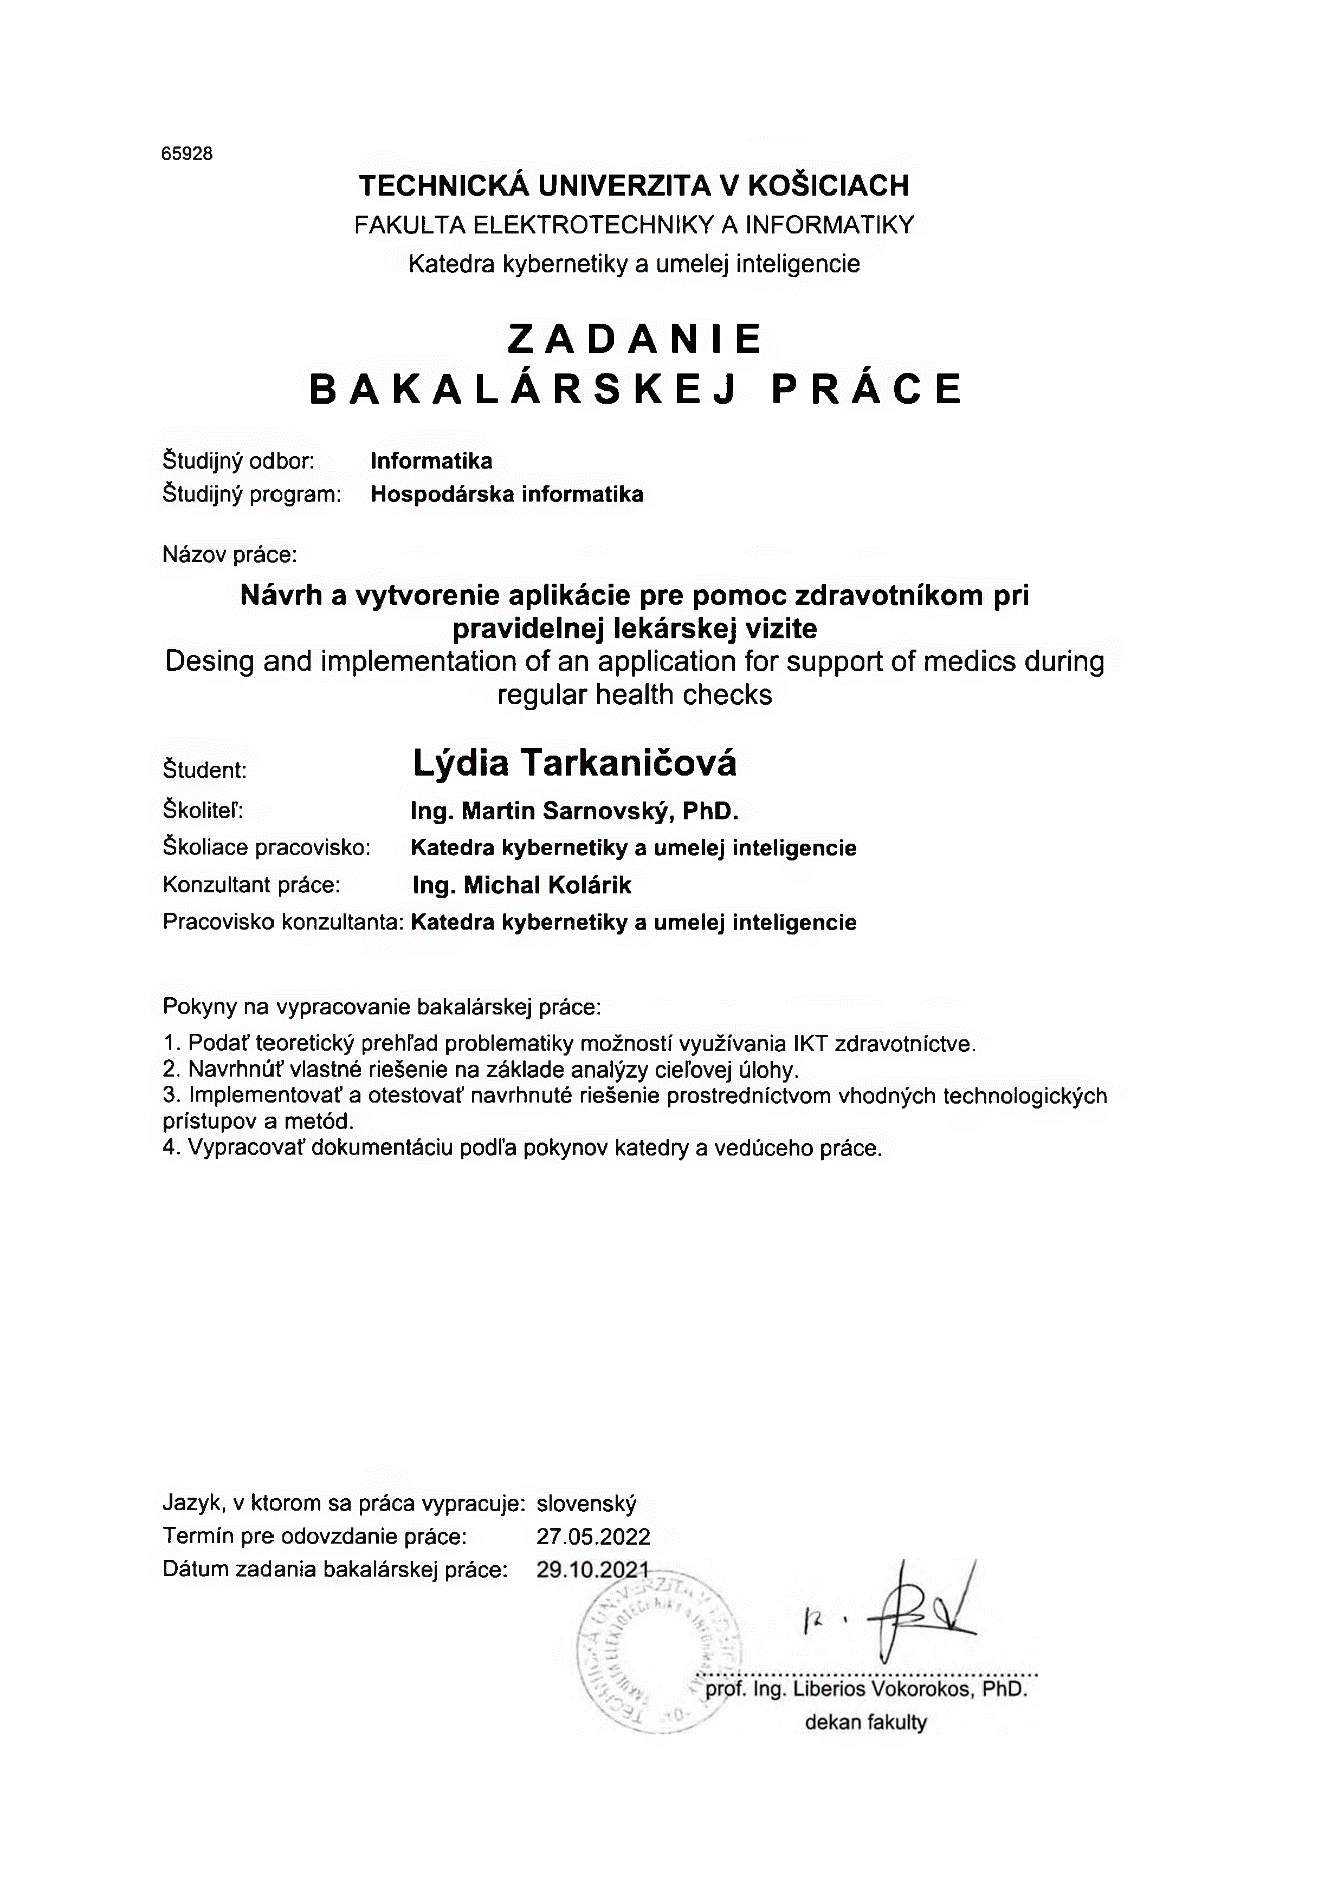 65928
TECHNICKÁ UNIVERZITA V KOŠICIACH
FAKULTA ELEKTROTECHNIKY A INFORMATIKY
Katedra kybernetiky a umelej inteligencie
ZADANIE
BAKALÁRSKEJ PRÁCE
Študijný odbor: Informatika
Študijný program: Hospodárska informatika
Názov práce:
Návrh a vytvorenie aplikácie pre pomoc zdravotníkom pri
pravidelnej lekárskej vizite
Desing and implementation of an application for support of medics during
regular health checks
Študent: Lýdia Tarkaničová
Školiteľ: Ing. Martin Sarnovský, PhD.
Školiace pracovisko: Katedra kybernetiky a umelej inteligencie
Konzultant práce: Ing. Michal Kolárik
Pracovisko konzultanta: Katedra kybernetiky a umelej inteligencie
Pokyny na vypracovanie bakalárskej práce:
1. Podať teoretický prehľad problematiky možností využívania IKT zdravotníctve.
2. Navrhnúť vlastné riešenie na základe analýzy cieľovej úlohy.
3. Implementovať a otestovať navrhnuté riešenie prostredníctvom vhodných technologických
prístupov a metód.
4. Vypracovať dokumentáciu podľa pokynov katedry a vedúceho práce.
Jazyk, v ktorom sa práca vypracuje: slovenský
Termín pre odovzdanie práce: 27.05.2022
Dátum zadania bakalárskej práce: 29.10.2021
TECHNICKÁ UNIVERZITA V KOŠICIACH
prof. Ing. Liberios Vokorokos, PhD.
dekan fakulty